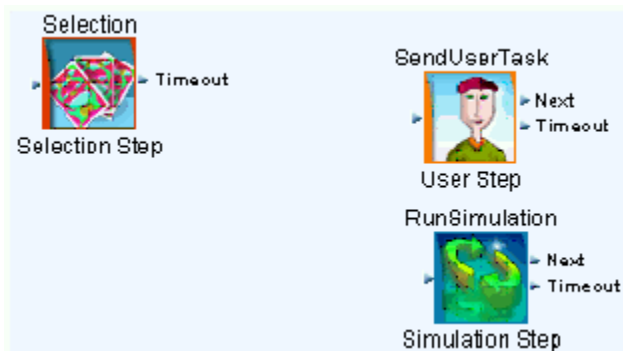 Selection
Timeout
Selection Step
SendUserTask
Next
Timeout
User Step
RunSimulation
Next
Timeout
Simulation Step